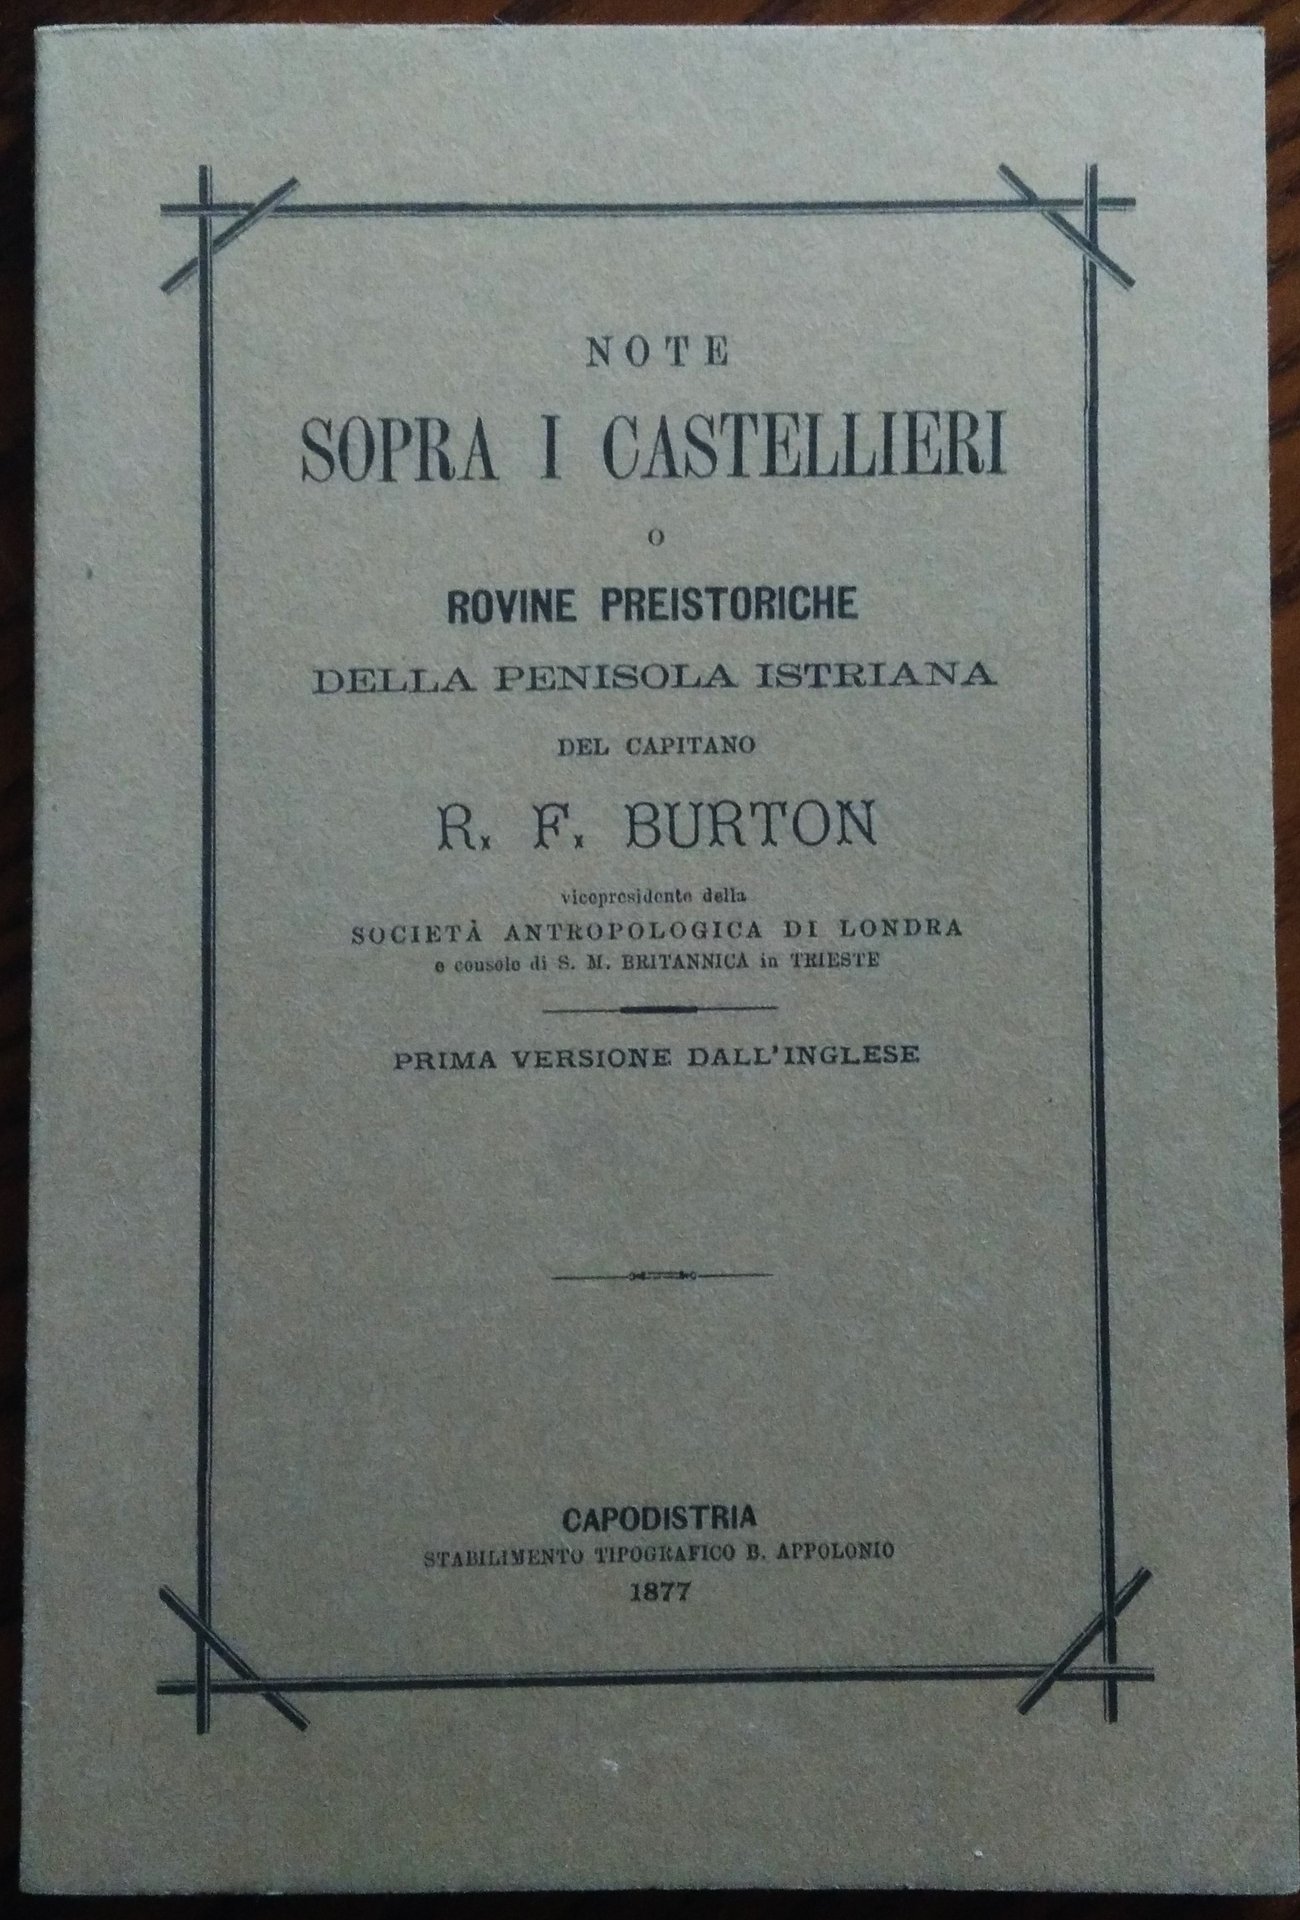 NOTE
SOPRA I CASTELLIERI
O
ROVINE PREISTORICHE
DELLA PENISOLA ISTRIANA
DEL CAPITANO
R. F. BURTON
vicepresidente della
SOCIETÀ ANTROPOLOGICA DI LONDRA
e console di S. M. BRITANNICA in TRIESTE
PRIMA VERSIONE DALL'INGLESE
CAPODISTRIA
STABILIMENTO TIPOGRAFICO B. APPOLONIO
1877